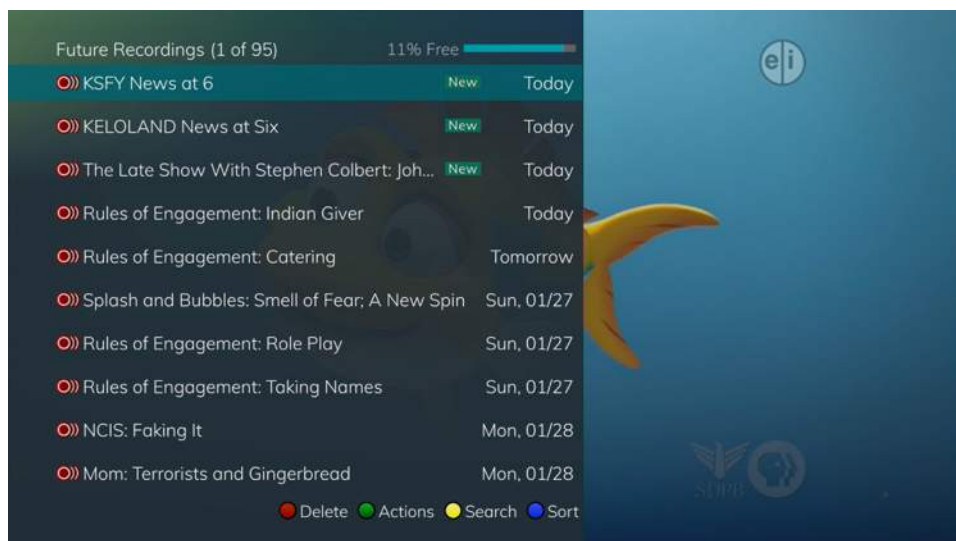 Future Recordings (1 of 95) 11% Free
KSFY News at 6 New Today
KELOLAND News at Six New Today
The Late Show With Stephen Colbert: Joh... New Today
Rules of Engagement: Indian Giver Today
Rules of Engagement: Catering Tomorrow
Splash and Bubbles: Smell of Fear; A New Spin Sun, 01/27
Rules of Engagement: Role Play Sun, 01/27
Rules of Engagement: Taking Names Sun, 01/27
NCIS: Faking It Mon, 01/28
Mom: Terrorists and Gingerbread Mon, 01/28
Delete Actions Search Sort
e i
SDPB